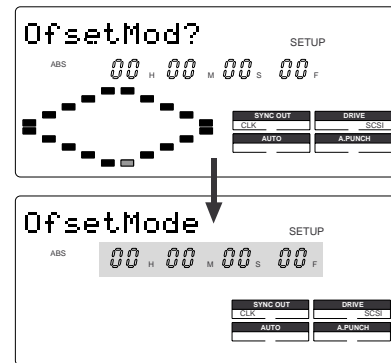 OfsetMod?
SETUP
ABS 00 H 00 M 00 S 00 F
SYNC OUT DRIVE
CLK SCSI
AUTO A.PUNCH
OfsetMode
SETUP
ABS 00 H 00 M 00 S 00 F
SYNC OUT DRIVE
CLK SCSI
AUTO A.PUNCH